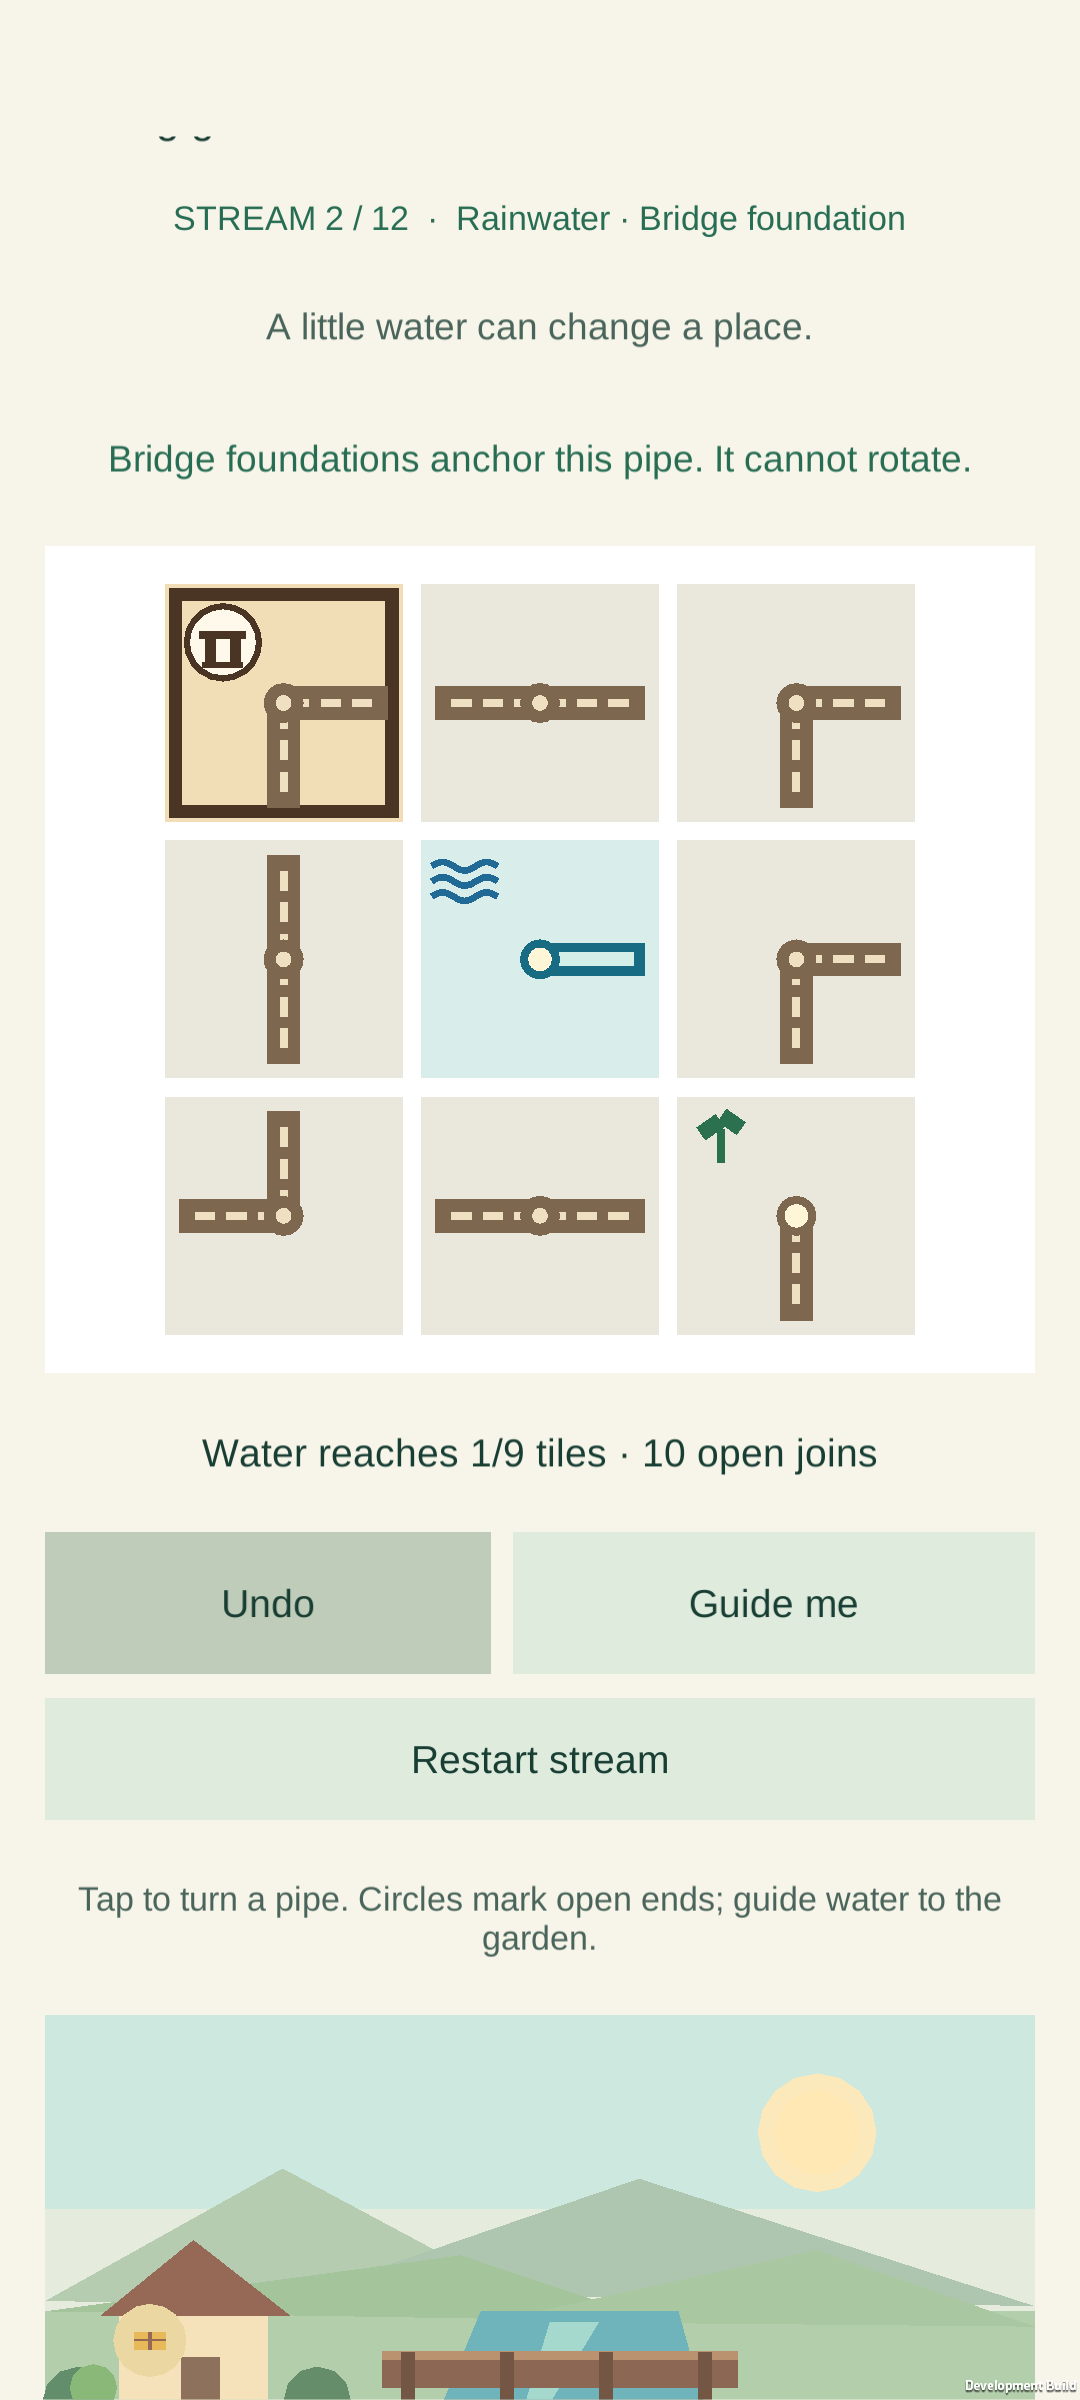 STREAM 2 / 12 · Rainwater · Bridge foundation
A little water can change a place.
Bridge foundations anchor this pipe. It cannot rotate.
Water reaches 1/9 tiles · 10 open joins
Undo
Guide me
Restart stream
Tap to turn a pipe. Circles mark open ends; guide water to the
garden.
Development Build